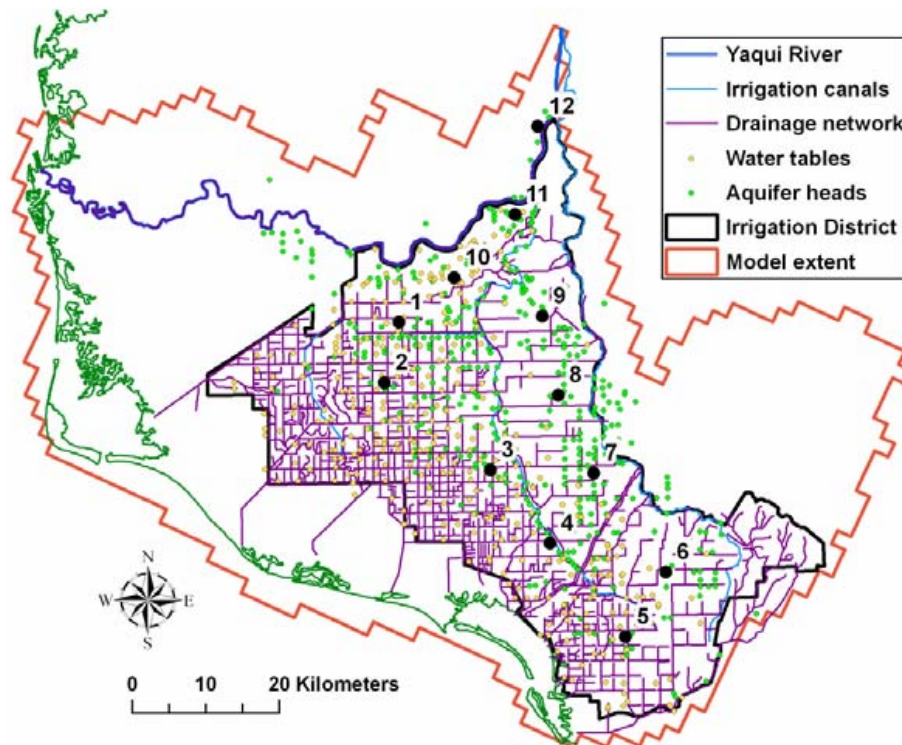 Yaqui River
Irrigation canals
Drainage network
Water tables
Aquifer heads
Irrigation District
Model extent
12
11
10
1
9
2
8
3
7
4
6
5
N
W E
S
0 10 20 Kilometers